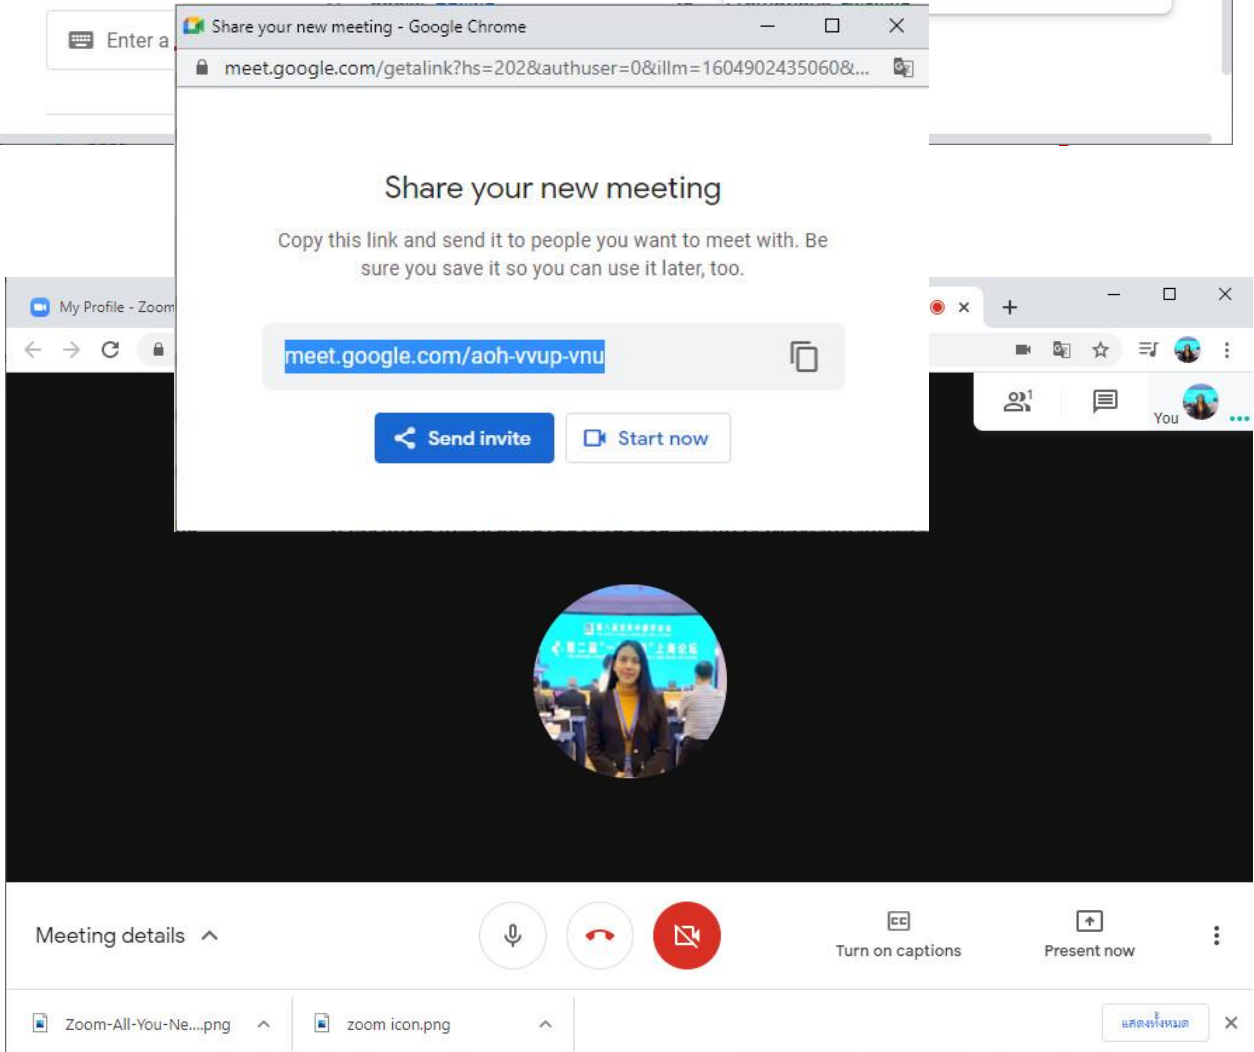 Enter a
Share your new meeting - Google Chrome
meet.google.com/getalink?hs=202&authuser=0&illm=1604902435060&...
Share your new meeting
Copy this link and send it to people you want to meet with. Be
sure you save it so you can use it later, too.
My Profile - Zoom
meet.google.com/aoh-vvup-vnu
Send invite
Start now
1
You
Meeting details
CC
Turn on captions
Present now
Zoom-All-You-Ne....png
zoom icon.png
แสดงทั้งหมด